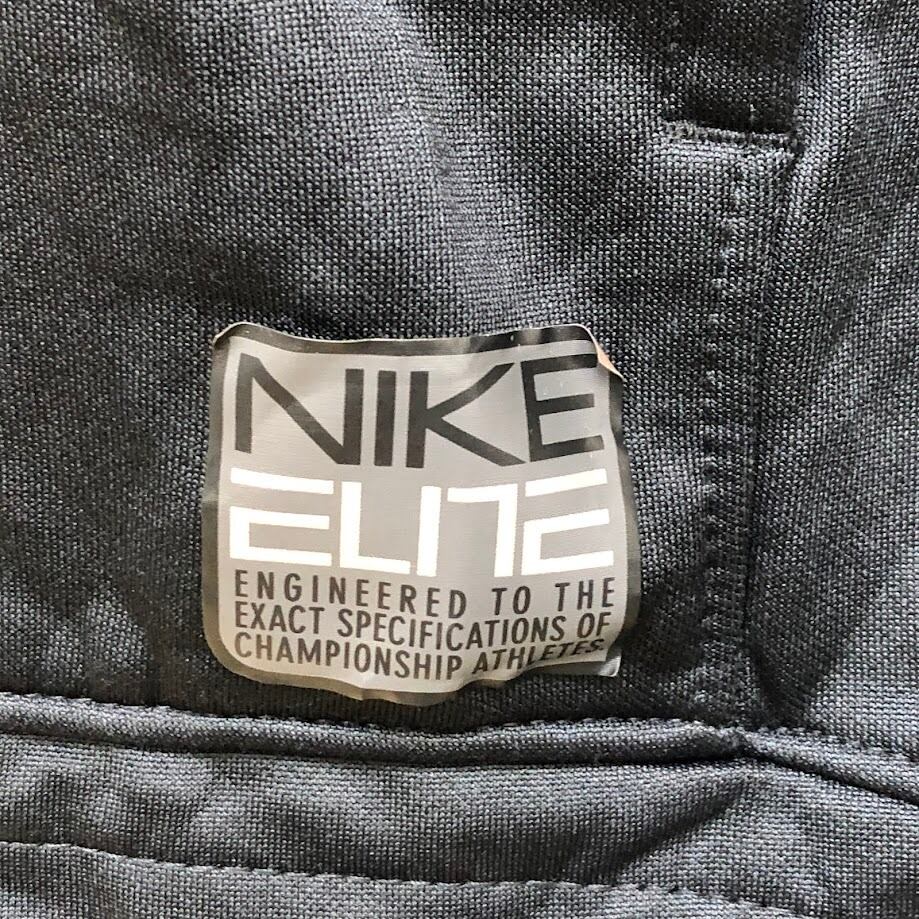 NIKE
ELITE
ENGINEERED TO THE
EXACT SPECIFICATIONS OF
CHAMPIONSHIP ATHLETES.